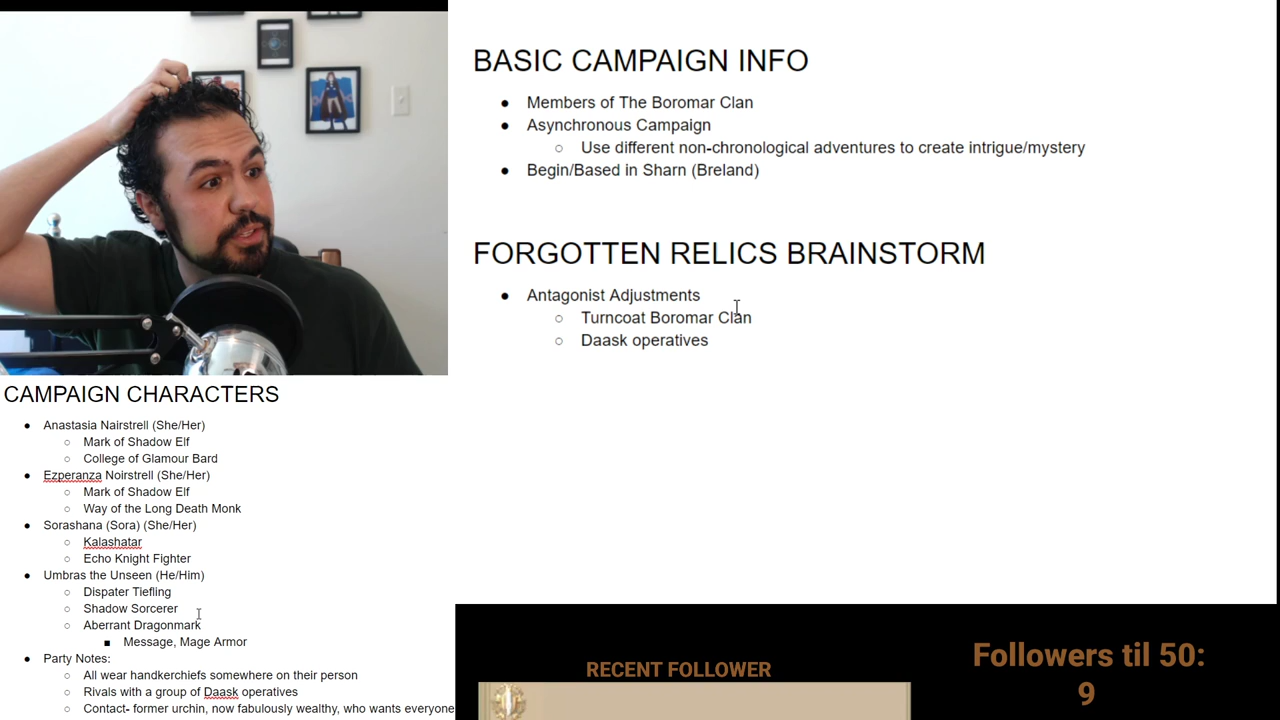 BASIC CAMPAIGN INFO
● Members of The Boromar Clan
● Asynchronous Campaign
○ Use different non-chronological adventures to create intrigue/mystery
● Begin/Based in Sharn (Breland)
FORGOTTEN RELICS BRAINSTORM
● Antagonist Adjustments
○ Turncoat Boromar Clan
○ Daask operatives
CAMPAIGN CHARACTERS
● Anastasia Nairstrell (She/Her)
○ Mark of Shadow Elf
○ College of Glamour Bard
● Ezperanza Noirstrell (She/Her)
○ Mark of Shadow Elf
○ Way of the Long Death Monk
● Sorashana (Sora) (She/Her)
○ Kalashatar
○ Echo Knight Fighter
● Umbras the Unseen (He/Him)
○ Dispater Tiefling
○ Shadow Sorcerer
○ Aberrant Dragonmark
■ Message, Mage Armor
● Party Notes:
○ All wear handkerchiefs somewhere on their person
○ Rivals with a group of Daask operatives
○ Contact- former urchin, now fabulously wealthy, who wants everyone
RECENT FOLLOWER
Followers til 50:
9